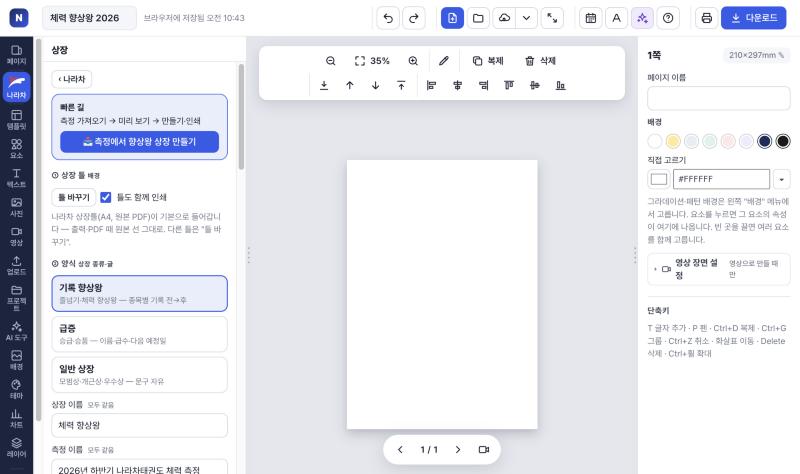 N
체력 향상왕 2026
브라우저에 저장됨 오전 10:43
다운로드
페이지
나라차
템플릿
요소
텍스트
사진
영상
업로드
프로젝트
AI 도구
배경
테마
차트
레이어
상장
‹ 나라차
빠른 길
측정 가져오기 → 미리 보기 → 만들기·인쇄
측정에서 향상왕 상장 만들기
① 상장 틀 배경
틀 바꾸기
틀도 함께 인쇄
나라차 상장틀(A4, 원본 PDF)이 기본으로 들어갑니다 — 출력·PDF 때 원본 선 그대로. 다른 틀은 "틀 바꾸기".
② 양식 상장 종류·글
기록 향상왕
줄넘기·체력 향상왕 — 종목별 기록 전→후
급증
승급·승품 — 이름·급수·다음 예정일
일반 상장
모범상·개근상·우수상 — 문구 자유
상장 이름 모두 같음
체력 향상왕
측정 이름 모두 같음
2026년 하반기 나라차태권도 체력 측정
35%
복제
삭제
1 / 1
1쪽
210×297mm
페이지 이름
배경
직접 고르기
#FFFFFF
그라데이션·패턴 배경은 왼쪽 "배경" 메뉴에서 고릅니다. 요소를 누르면 그 요소의 속성이 여기에 나옵니다. 빈 곳을 끌면 여러 요소를 함께 고릅니다.
영상 장면 설정
영상으로 만들 때만
단축키
T 글자 추가 · P 펜 · Ctrl+D 복제 · Ctrl+G 그룹 · Ctrl+Z 취소 · 화살표 이동 · Delete 삭제 · Ctrl+휠 확대